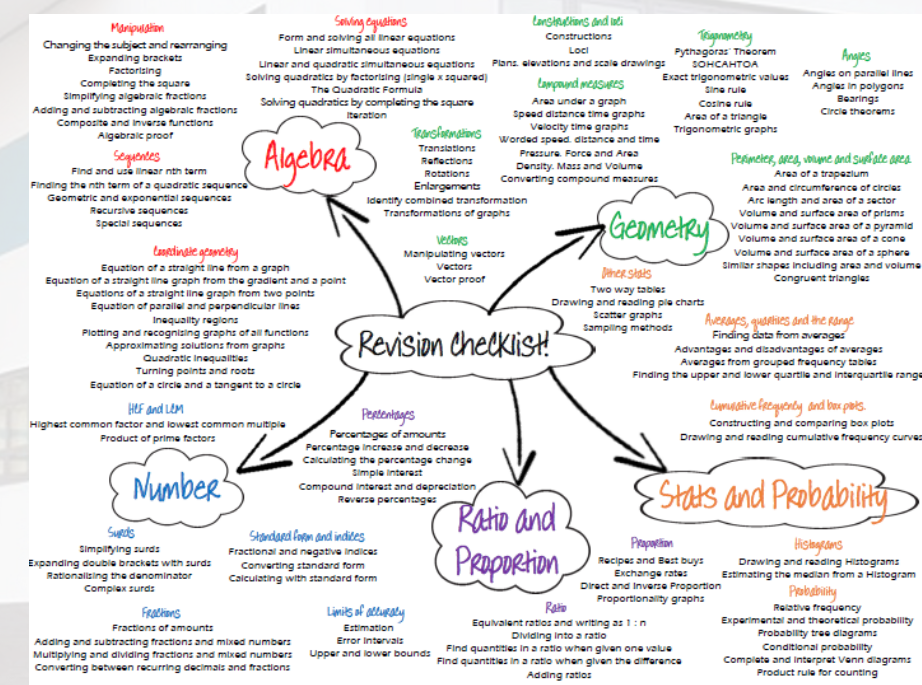 Manipulation
Changing the subject and rearranging
Expanding brackets
Factorising
Completing the square
Simplifying algebraic fractions
Adding and subtracting algebraic fractions
Composite and inverse functions
Algebraic proof
Sequences
Find and use linear nth term
Finding the nth term of a quadratic sequence
Geometric and exponential sequences
Recursive sequences
Special sequences
Coordinate geometry
Equation of a straight line from a graph
Equation of a straight line graph from the gradient and a point
Equations of a straight line graph from two points
Equation of parallel and perpendicular lines
Inequality regions
Plotting and recognising graphs of all functions
Approximating solutions from graphs
Quadratic inequalities
Turning points and roots
Equation of a circle and a tangent to a circle
Solving equations
Form and solving all linear equations
Linear simultaneous equations
Linear and quadratic simultaneous equations
Solving quadratics by factorising (single x squared)
The Quadratic Formula
Solving quadratics by completing the square
Iteration
Algebra
Transformations
Translations
Reflections
Rotations
Enlargements
Identify combined transformation
Transformations of graphs
Vectors
Manipulating vectors
Vectors
Vector proof
Constructions and loci
Constructions
Loci
Plans, elevations and scale drawings
Compound measures
Area under a graph
Speed distance time graphs
Velocity time graphs
Worded speed, distance and time
Pressure, Force and Area
Density, Mass and Volume
Converting compound measures
Trigonometry
Pythagoras' Theorem
SOHCAHTOA
Exact trigonometric values
Sine rule
Cosine rule
Area of a triangle
Trigonometric graphs
Angles
Angles on parallel lines
Angles in polygons
Bearings
Circle theorems
Perimeter, area, volume and surface area
Area of a trapezium
Area and circumference of circles
Arc length and area of a sector
Volume and surface area of prisms
Volume and surface area of a pyramid
Volume and surface area of a cone
Volume and surface area of a sphere
Similar shapes including area and volume
Congruent triangles
Geometry
Other stats
Two way tables
Drawing and reading pie charts
Scatter graphs
Sampling methods
Revision Checklist!
Averages, quartiles and the range
Finding data from averages
Advantages and disadvantages of averages
Averages from grouped frequency tables
Finding the upper and lower quartile and interquartile range
Cumulative frequency and box plots.
Constructing and comparing box plots
Drawing and reading cumulative frequency curves
HCF and LCM
Highest common factor and lowest common multiple
Product of prime factors
Number
Percentages
Percentages of amounts
Percentage increase and decrease
Calculating the percentage change
Simple interest
Compound interest and depreciation
Reverse percentages
Ratio and
Proportion
Stats and Probability
Surds
Simplifying surds
Expanding double brackets with surds
Rationalising the denominator
Complex surds
Standard form and indices
Fractional and negative indices
Converting standard form
Calculating with standard form
Fractions
Fractions of amounts
Adding and subtracting fractions and mixed numbers
Multiplying and dividing fractions and mixed numbers
Converting between recurring decimals and fractions
Limits of accuracy
Estimation
Error intervals
Upper and lower bounds
Proportion
Recipes and Best buys
Exchange rates
Direct and Inverse Proportion
Proportionality graphs
Ratio
Equivalent ratios and writing as 1 : n
Dividing into a ratio
Find quantities in a ratio when given one value
Find quantities in a ratio when given the difference
Adding ratios
Histograms
Drawing and reading Histograms
Estimating the median from a Histogram
Probability
Relative frequency
Experimental and theoretical probability
Probability tree diagrams
Conditional probability
Complete and interpret Venn diagrams
Product rule for counting